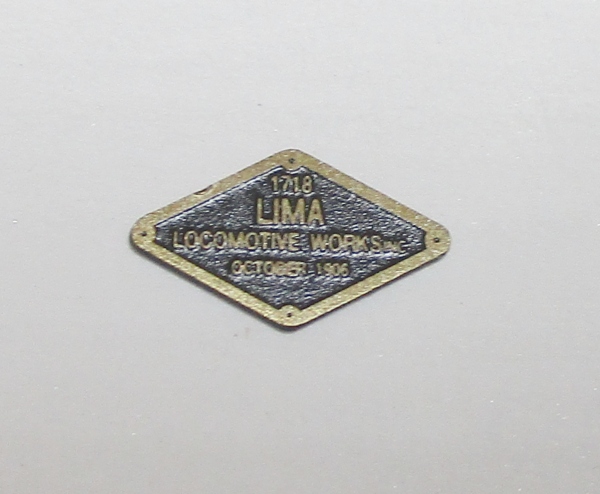 1718
LIMA
LOCOMOTIVE WORKS INC
OCTOBER 1906